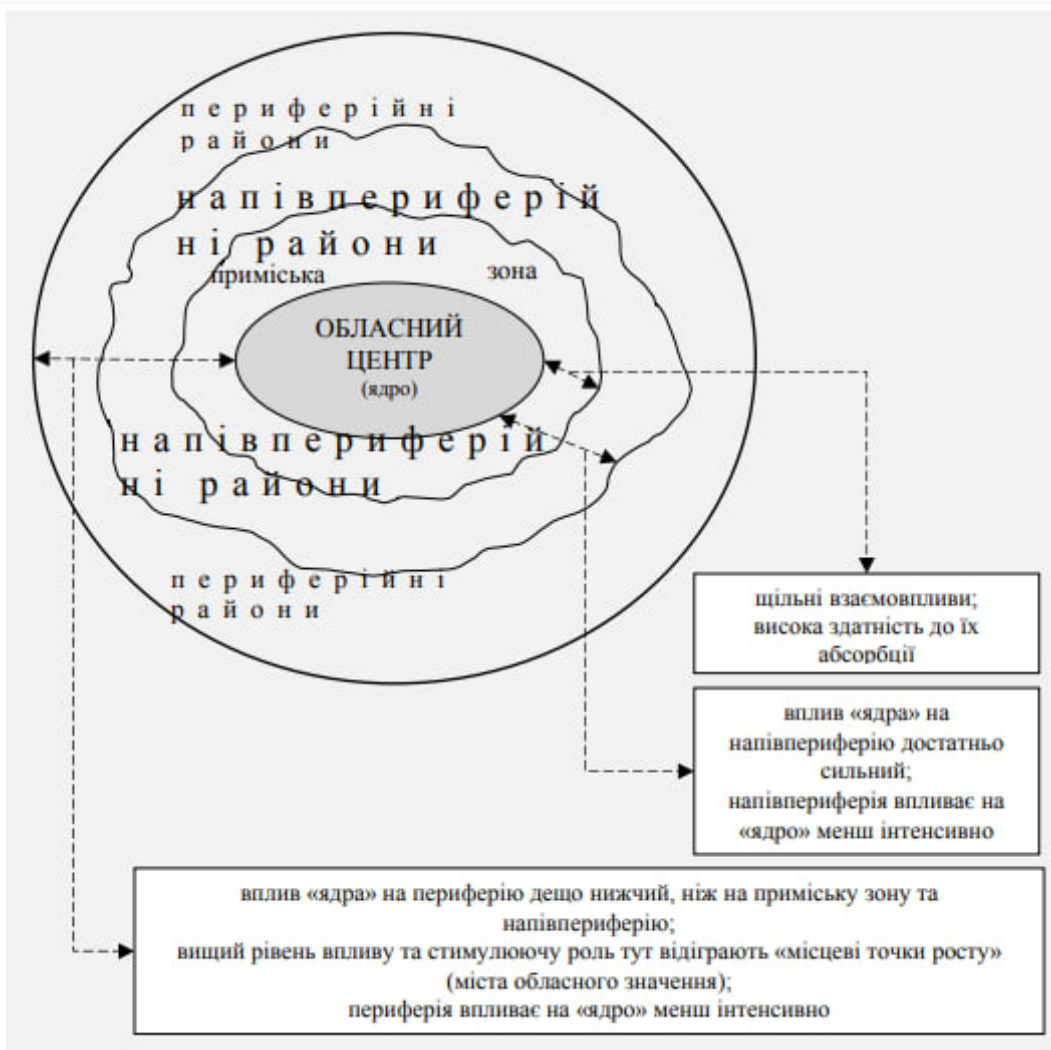 периферійні
райони
напівпериферій
ні райони
приміська зона
ОБЛАСНИЙ
ЦЕНТР
(ядро)
напівпериферій
ні райони
периферійні
райони
щільні взаємовпливи;
висока здатність до їх
абсорбції
вплив «ядра» на
напівпериферію достатньо
сильний;
напівпериферія впливає на
«ядро» менш інтенсивно
вплив «ядра» на периферію дещо нижчий, ніж на приміську зону та
напівпериферію;
вищий рівень впливу та стимулюючу роль тут відіграють «місцеві точки росту»
(міста обласного значення);
периферія впливає на «ядро» менш інтенсивно